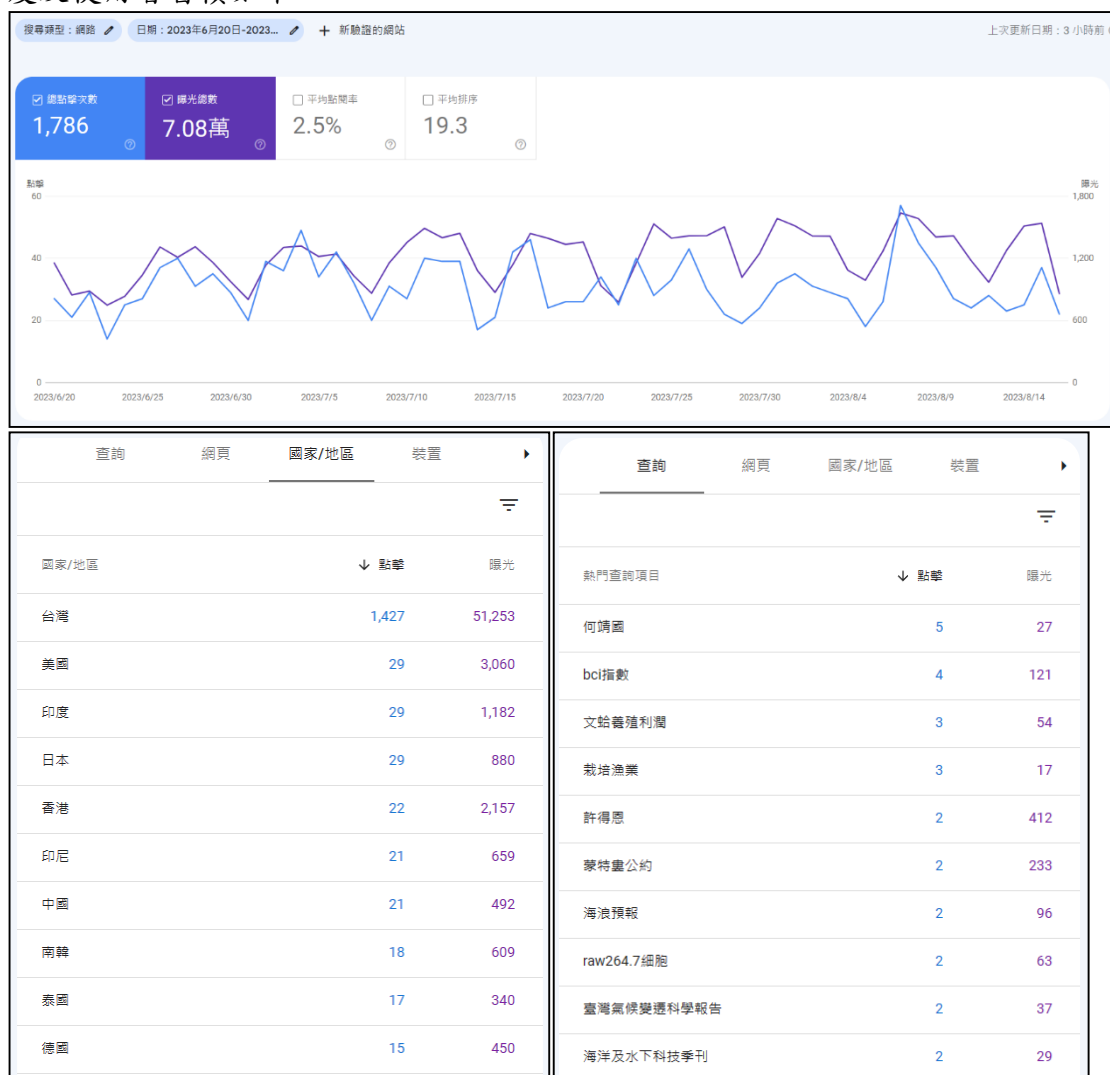 搜尋類型：網路 日期：2023年6月20日-2023... + 新驗證的網站 上次更新日期：3 小時前
總點擊次數 曝光總數 平均點閱率 平均排序
1,786 7.08萬 2.5% 19.3
點擊 曝光
60 1,800
40 1,200
20 600
0 0
2023/6/20 2023/6/25 2023/6/30 2023/7/5 2023/7/10 2023/7/15 2023/7/20 2023/7/25 2023/7/30 2023/8/4 2023/8/9 2023/8/14
查詢 網頁 國家/地區 裝置
國家/地區 點擊 曝光
台灣 1,427 51,253
美國 29 3,060
印度 29 1,182
日本 29 880
香港 22 2,157
印尼 21 659
中國 21 492
南韓 18 609
泰國 17 340
德國 15 450
查詢 網頁 國家/地區 裝置
熱門查詢項目 點擊 曝光
何靖國 5 27
bci指數 4 121
文蛤養殖利潤 3 54
栽培漁業 3 17
許得恩 2 412
蒙特婁公約 2 233
海浪預報 2 96
raw264.7細胞 2 63
臺灣氣候變遷科學報告 2 37
海洋及水下科技季刊 2 29